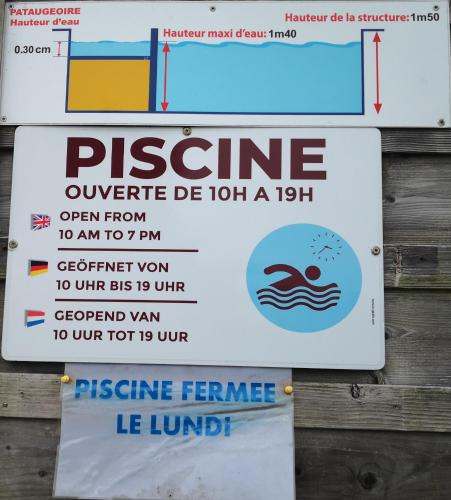 PATAUGEOIRE
Hauteur d'eau
Hauteur de la structure: 1m50
Hauteur maxi d'eau: 1m40
0.30 cm
PISCINE
OUVERTE DE 10H A 19H
OPEN FROM
10 AM TO 7 PM
GEÖFFNET VON
10 UHR BIS 19 UHR
GEOPEND VAN
10 UUR TOT 19 UUR
PISCINE FERMEE
LE LUNDI